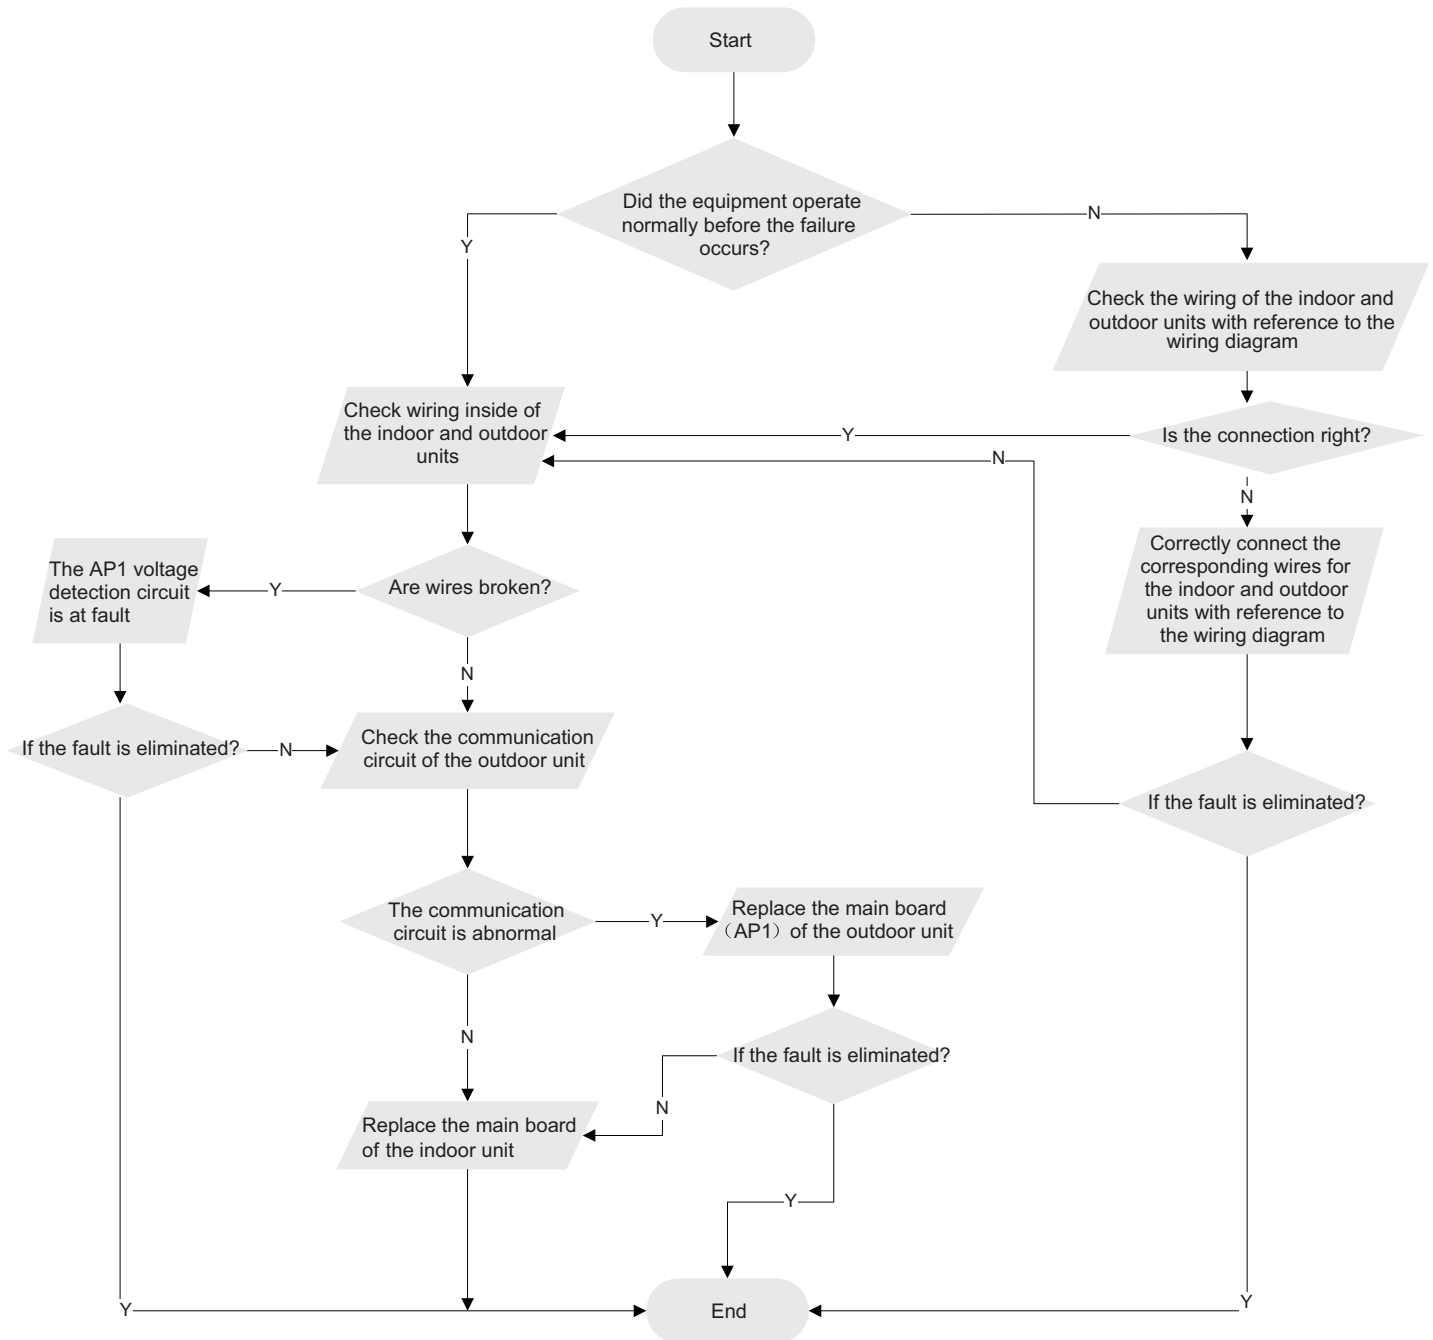 Start
Did the equipment operate
normally before the failure
occurs?
Y
N
Check the wiring of the indoor and
outdoor units with reference to the
wiring diagram
Check wiring inside of
the indoor and outdoor
units
Y
Is the connection right?
N
N
Correctly connect the
corresponding wires for
the indoor and outdoor
units with reference to
the wiring diagram
The AP1 voltage
detection circuit
is at fault
Y
Are wires broken?
N
If the fault is eliminated?
N
Check the communication
circuit of the outdoor unit
If the fault is eliminated?
The communication
circuit is abnormal
Y
Replace the main board
（AP1）of the outdoor unit
N
If the fault is eliminated?
N
Replace the main board
of the indoor unit
Y
Y
End
Y